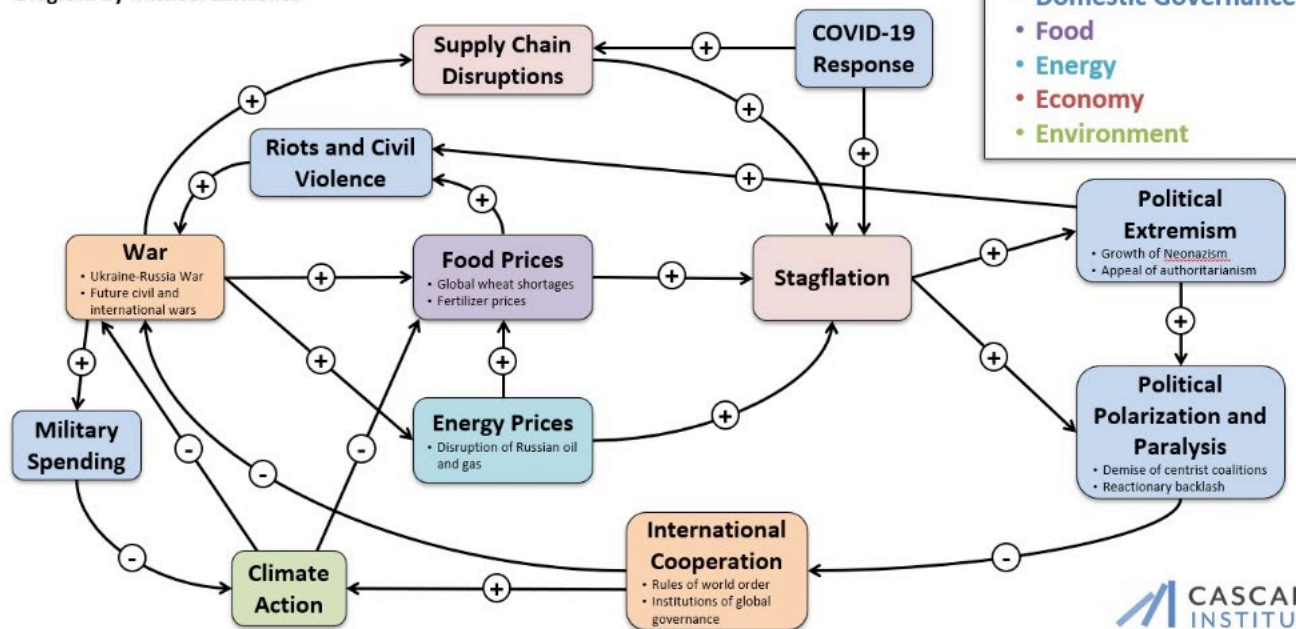 Domestic Governance
• Food
• Energy
• Economy
• Environment
Supply Chain
Disruptions
COVID-19
Response
+
+
+
+
Riots and Civil
Violence
+
+
+
War
• Ukraine-Russia War
• Future civil and
international wars
+
Food Prices
• Global wheat shortages
• Fertilizer prices
+
Stagflation
+
Political
Extremism
• Growth of Neonazism
• Appeal of authoritarianism
+
+
+
+
+
Energy Prices
• Disruption of Russian oil
and gas
+
Political
Polarization and
Paralysis
• Demise of centrist coalitions
• Reactionary backlash
Military
Spending
-
-
-
-
Climate
Action
+
International
Cooperation
• Rules of world order
• Institutions of global
governance
-